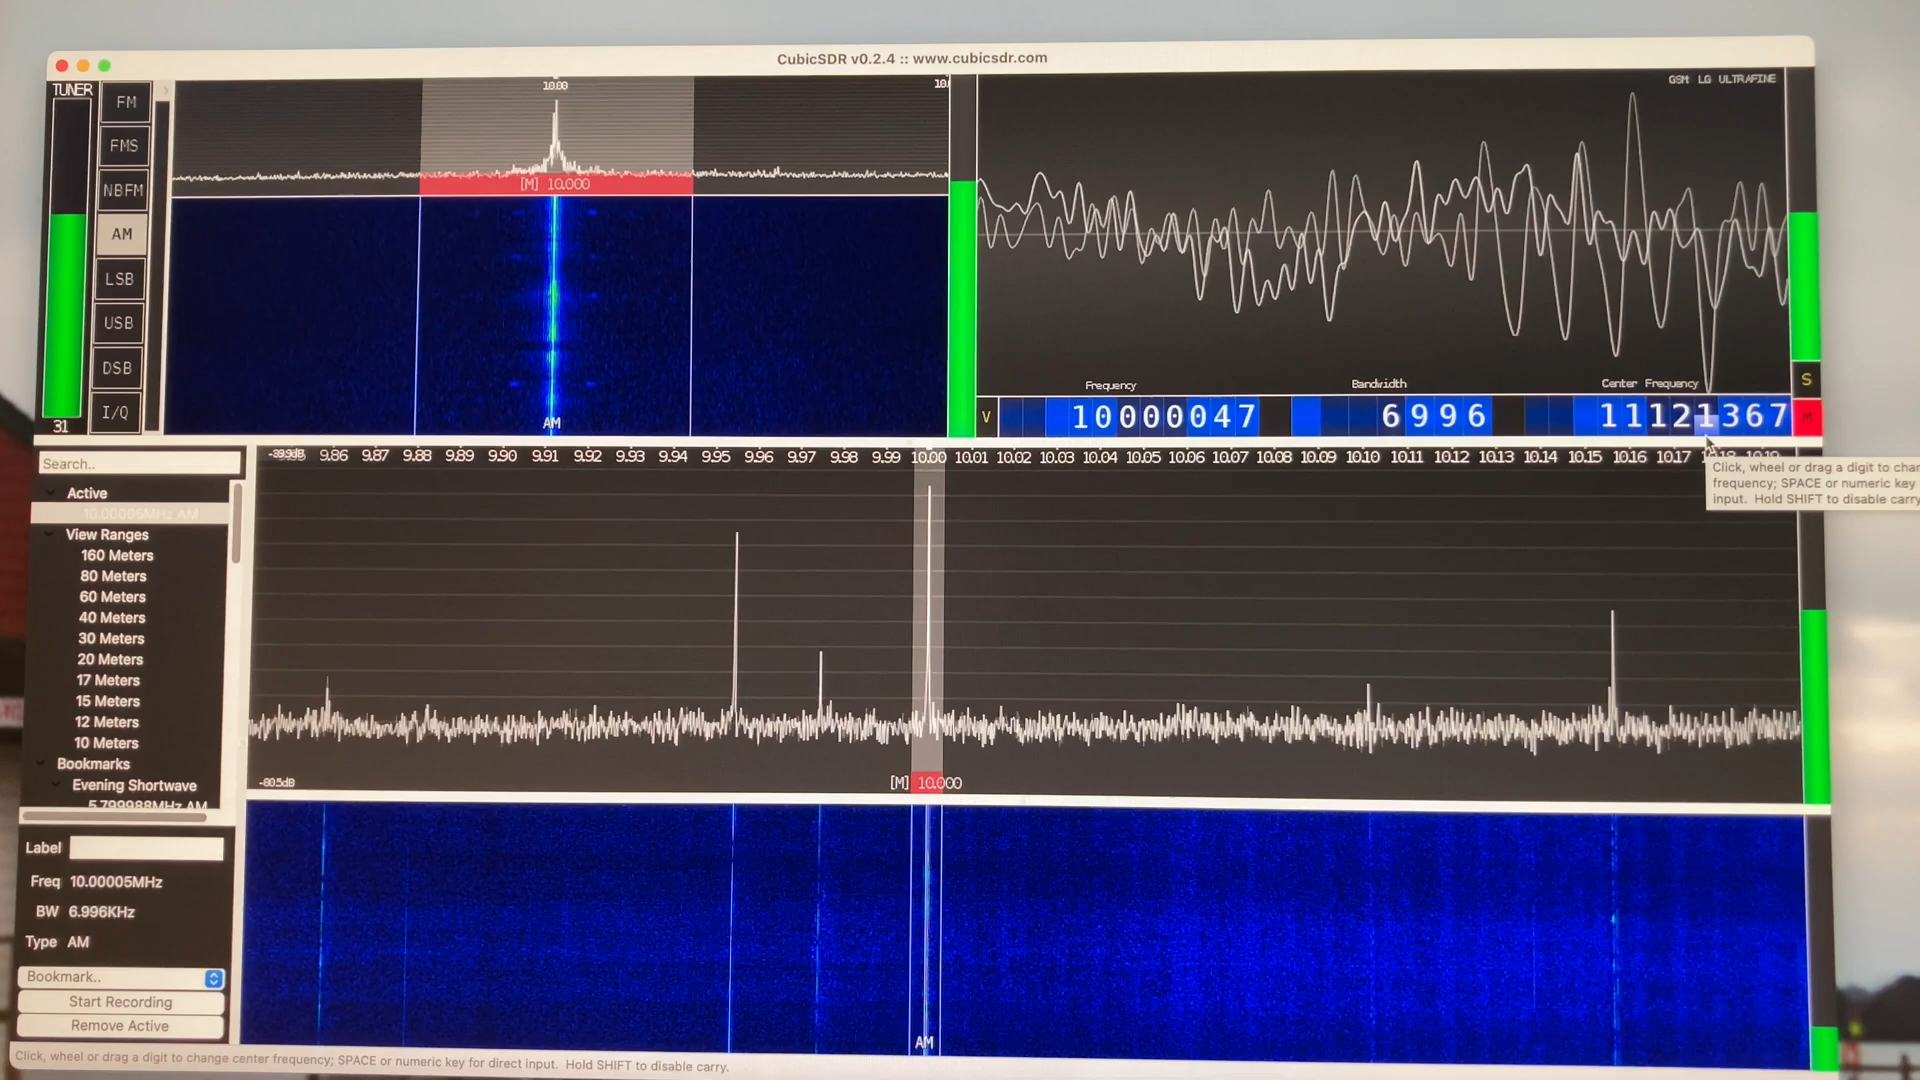 CubicSDR v0.2.4 :: www.cubicsdr.com
TUNER
FM
FMS
NBFM
AM
LSB
USB
DSB
I/Q
31
10.00
10.
[M] 10.000
AM
GSM LG ULTRAFINE
Frequency Bandwidth Center Frequency
V 10000047 6996 11121367
S
M
Click, wheel or drag a digit to char
frequency; SPACE or numeric key
input. Hold SHIFT to disable carry
9.86 9.87 9.88 9.89 9.90 9.91 9.92 9.93 9.94 9.95 9.96 9.97 9.98 9.99 10.00 10.01 10.02 10.03 10.04 10.05 10.06 10.07 10.08 10.09 10.10 10.11 10.12 10.13 10.14 10.15 10.16 10.17
-80.5dB
[M] 10.000
AM
Search..
Active
10.00005MHz AM
View Ranges
160 Meters
80 Meters
60 Meters
40 Meters
30 Meters
20 Meters
17 Meters
15 Meters
12 Meters
10 Meters
Bookmarks
Evening Shortwave
5.799988MHz AM
Label
Freq 10.00005MHz
BW 6.996KHz
Type AM
Bookmark..
Start Recording
Remove Active
Click, wheel or drag a digit to change center frequency; SPACE or numeric key for direct input. Hold SHIFT to disable carry.